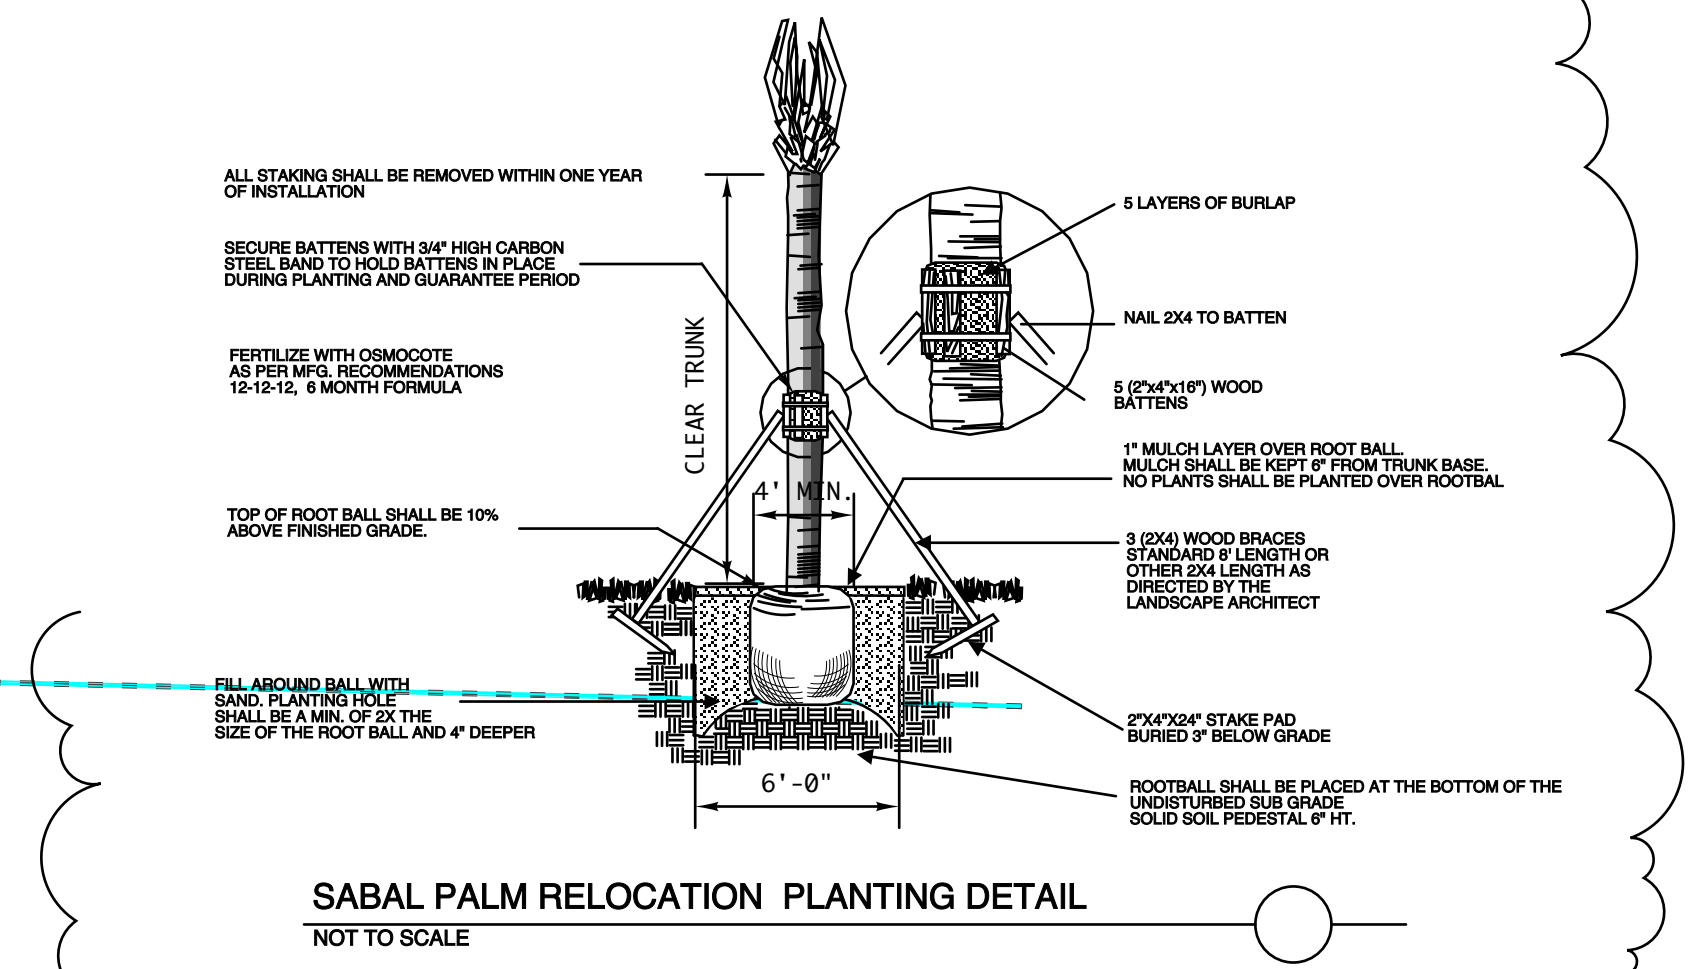 ALL STAKING SHALL BE REMOVED WITHIN ONE YEAR
OF INSTALLATION
SECURE BATTENS WITH 3/4" HIGH CARBON
STEEL BAND TO HOLD BATTENS IN PLACE
DURING PLANTING AND GUARANTEE PERIOD
FERTILIZE WITH OSMOCOTE
AS PER MFG. RECOMMENDATIONS
12-12-12, 6 MONTH FORMULA
TOP OF ROOT BALL SHALL BE 10%
ABOVE FINISHED GRADE.
FILL AROUND BALL WITH
SAND. PLANTING HOLE
SHALL BE A MIN. OF 2X THE
SIZE OF THE ROOT BALL AND 4" DEEPER
CLEAR TRUNK
4' MIN.
6'-0"
5 LAYERS OF BURLAP
NAIL 2X4 TO BATTEN
5 (2"x4"x16") WOOD
BATTENS
1" MULCH LAYER OVER ROOT BALL.
MULCH SHALL BE KEPT 6" FROM TRUNK BASE.
NO PLANTS SHALL BE PLANTED OVER ROOTBAL
3 (2X4) WOOD BRACES
STANDARD 8' LENGTH OR
OTHER 2X4 LENGTH AS
DIRECTED BY THE
LANDSCAPE ARCHITECT
2"X4"X24" STAKE PAD
BURIED 3" BELOW GRADE
ROOTBALL SHALL BE PLACED AT THE BOTTOM OF THE
UNDISTURBED SUB GRADE
SOLID SOIL PEDESTAL 6" HT.
SABAL PALM RELOCATION PLANTING DETAIL
NOT TO SCALE